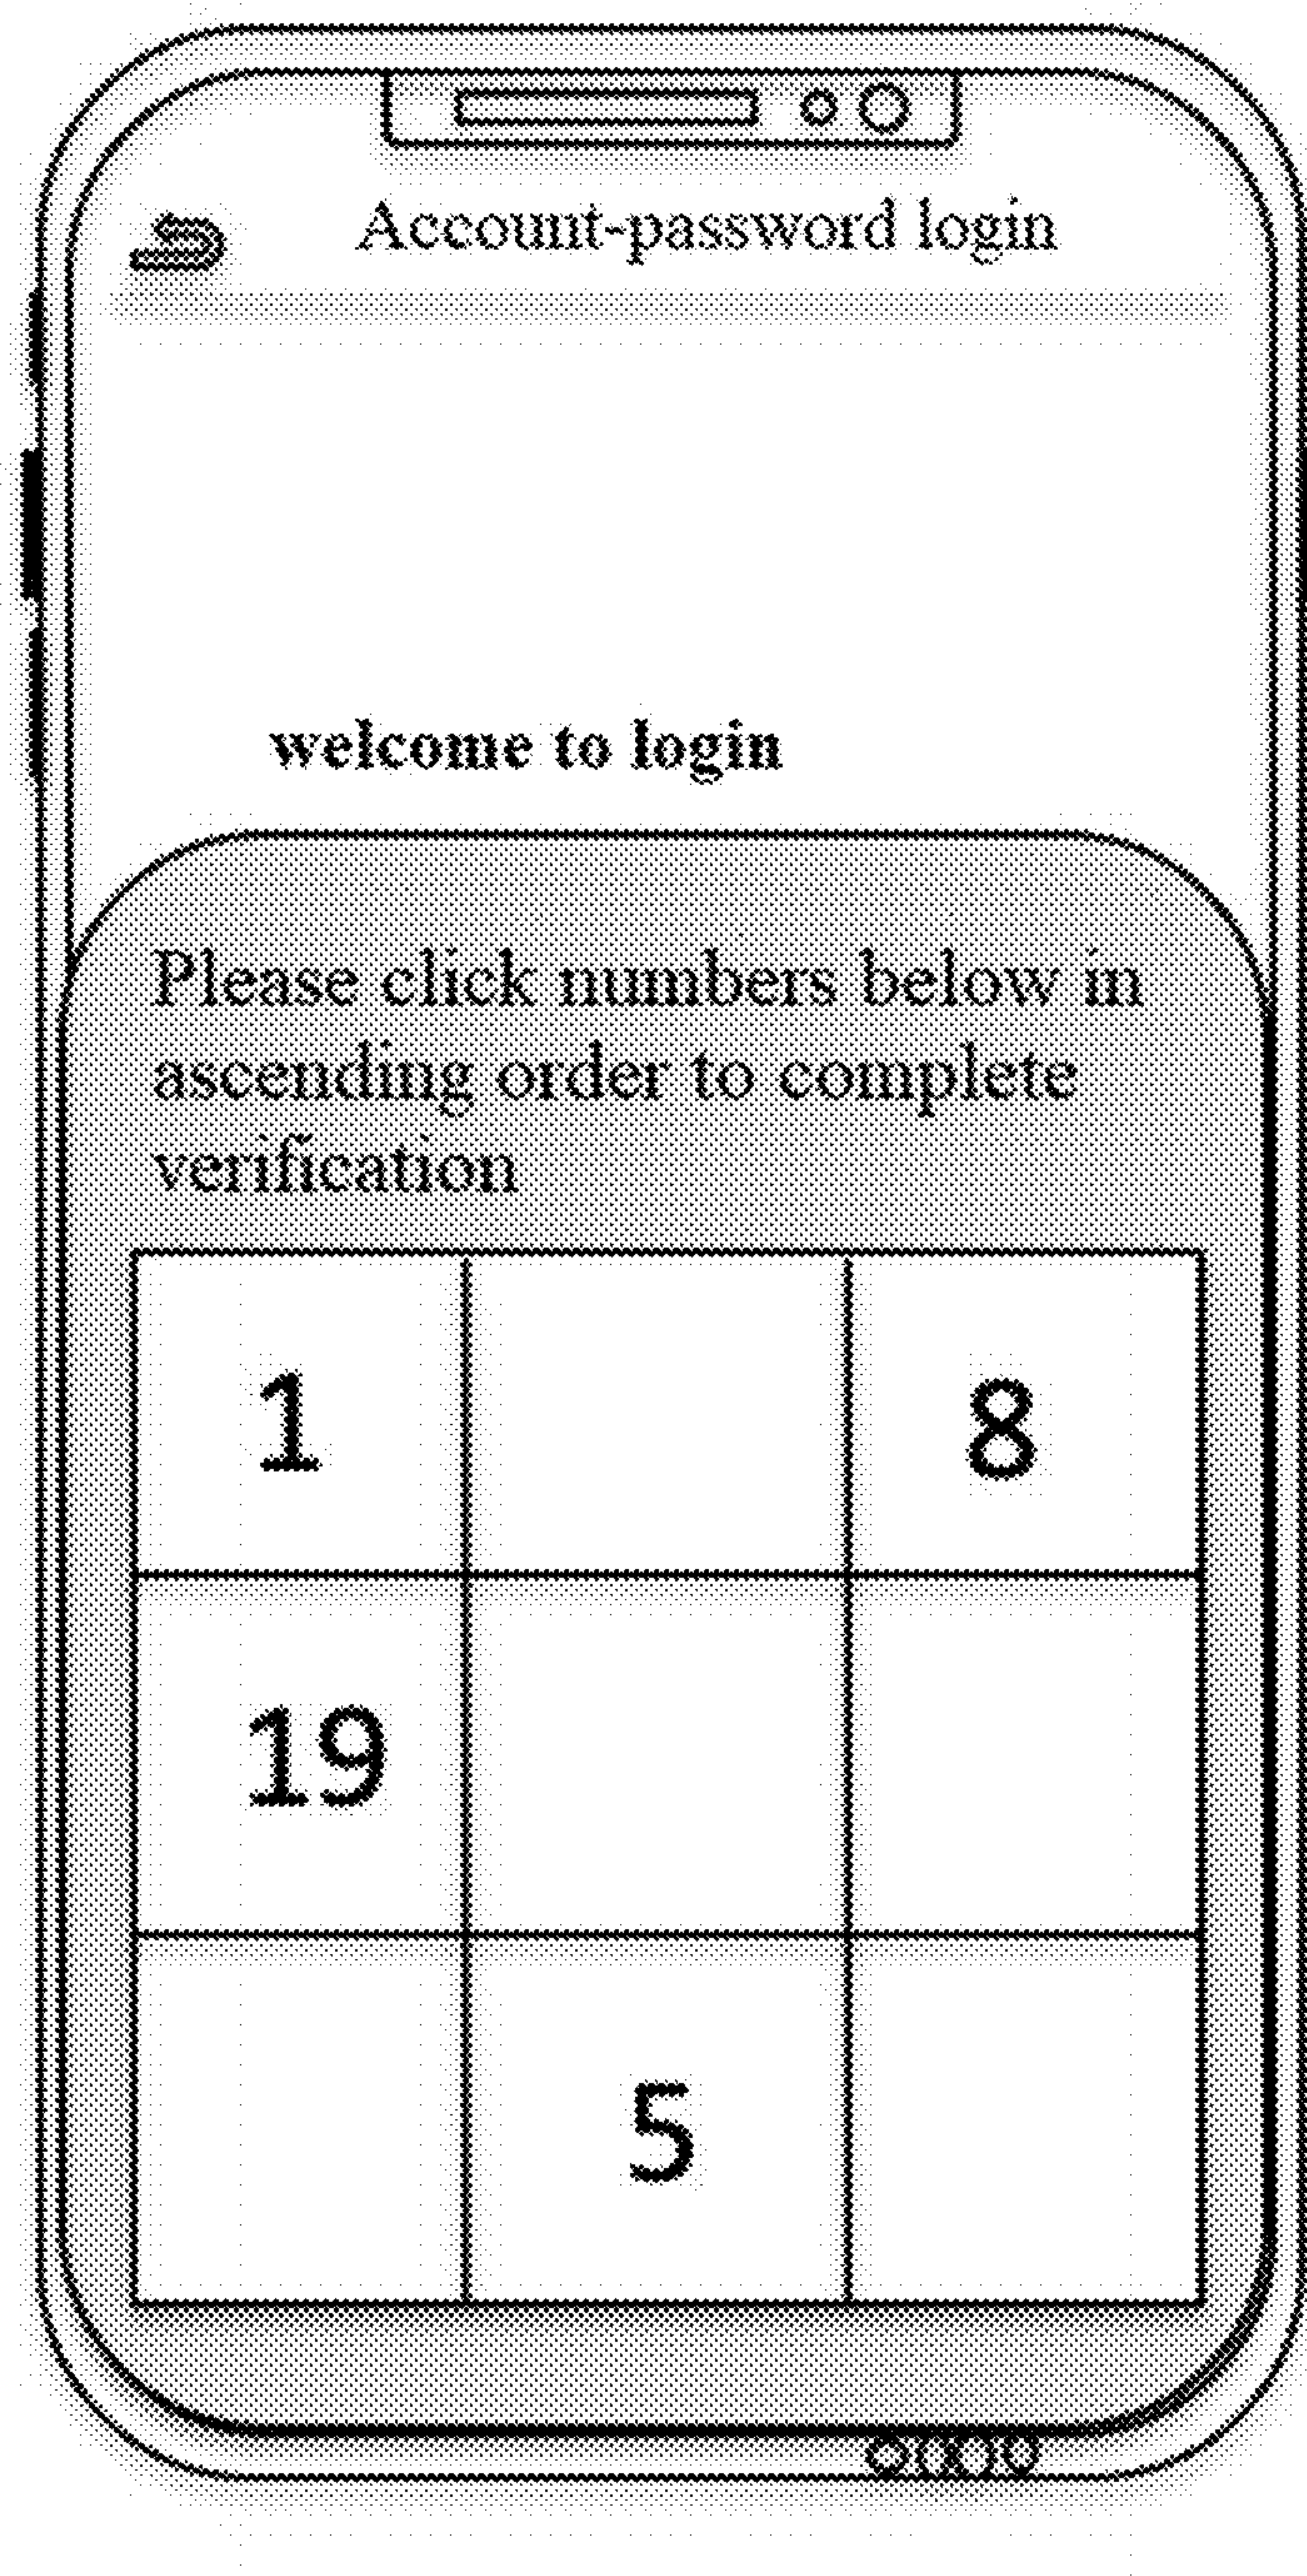 Account-password login
welcome to login
Please click numbers below in
ascending order to complete
verification
1 8
19
5